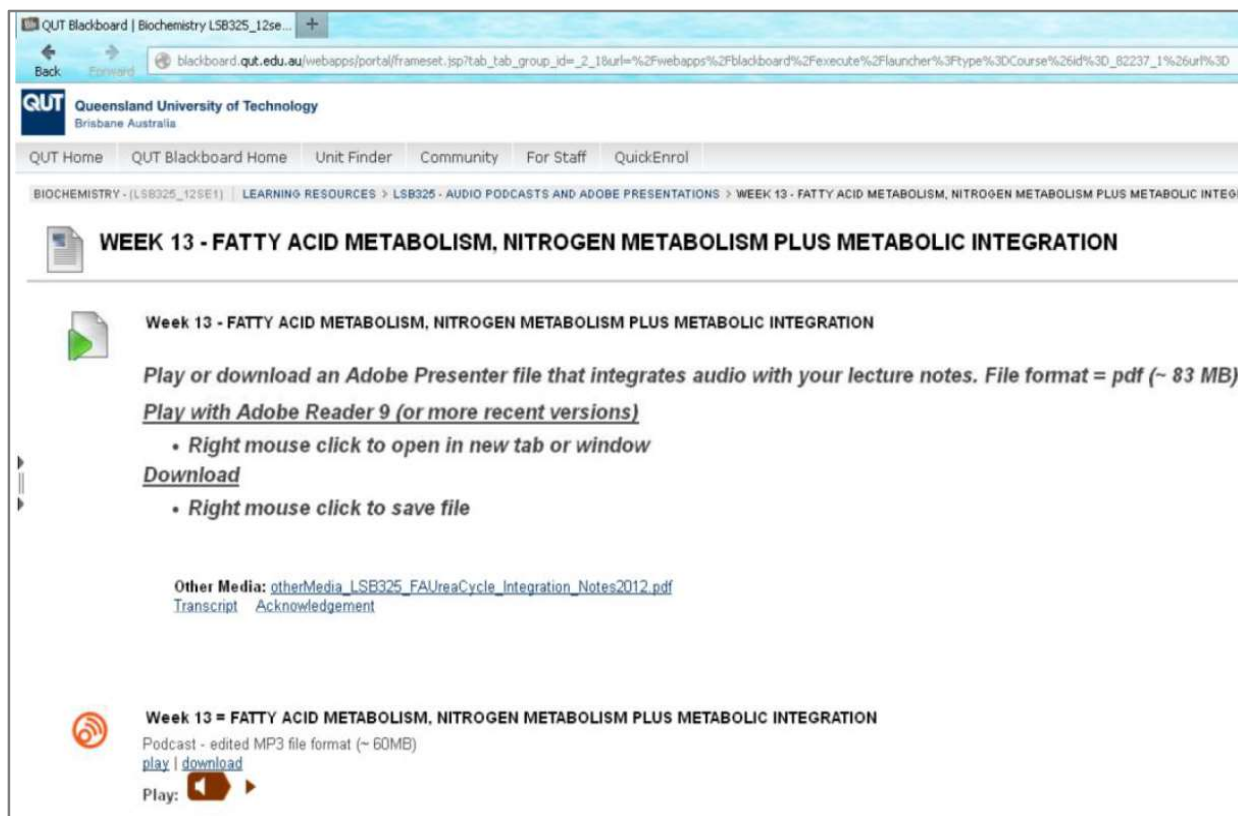 QUT Blackboard | Biochemistry LSB325_12se... +
Back Forward blackboard.qut.edu.au/webapps/portal/frameset.jsp?tab_tab_group_id=_2_1&url=%2Fwebapps%2Fblackboard%2Fexecute%2Flauncher%3Ftype%3DCourse%26id%3D_82237_1%26url%3D
QUT Queensland University of Technology
Brisbane Australia
QUT Home QUT Blackboard Home Unit Finder Community For Staff QuickEnrol
BIOCHEMISTRY - (LSB325_12SE1) LEARNING RESOURCES > LSB325 - AUDIO PODCASTS AND ADOBE PRESENTATIONS > WEEK 13 - FATTY ACID METABOLISM, NITROGEN METABOLISM PLUS METABOLIC INTEG
WEEK 13 - FATTY ACID METABOLISM, NITROGEN METABOLISM PLUS METABOLIC INTEGRATION
Week 13 - FATTY ACID METABOLISM, NITROGEN METABOLISM PLUS METABOLIC INTEGRATION
Play or download an Adobe Presenter file that integrates audio with your lecture notes. File format = pdf (~ 83 MB)
Play with Adobe Reader 9 (or more recent versions)
• Right mouse click to open in new tab or window
Download
• Right mouse click to save file
Other Media: otherMedia_LSB325_FAUreaCycle_Integration_Notes2012.pdf
Transcript Acknowledgement
Week 13 = FATTY ACID METABOLISM, NITROGEN METABOLISM PLUS METABOLIC INTEGRATION
Podcast - edited MP3 file format (~ 60MB)
play | download
Play: